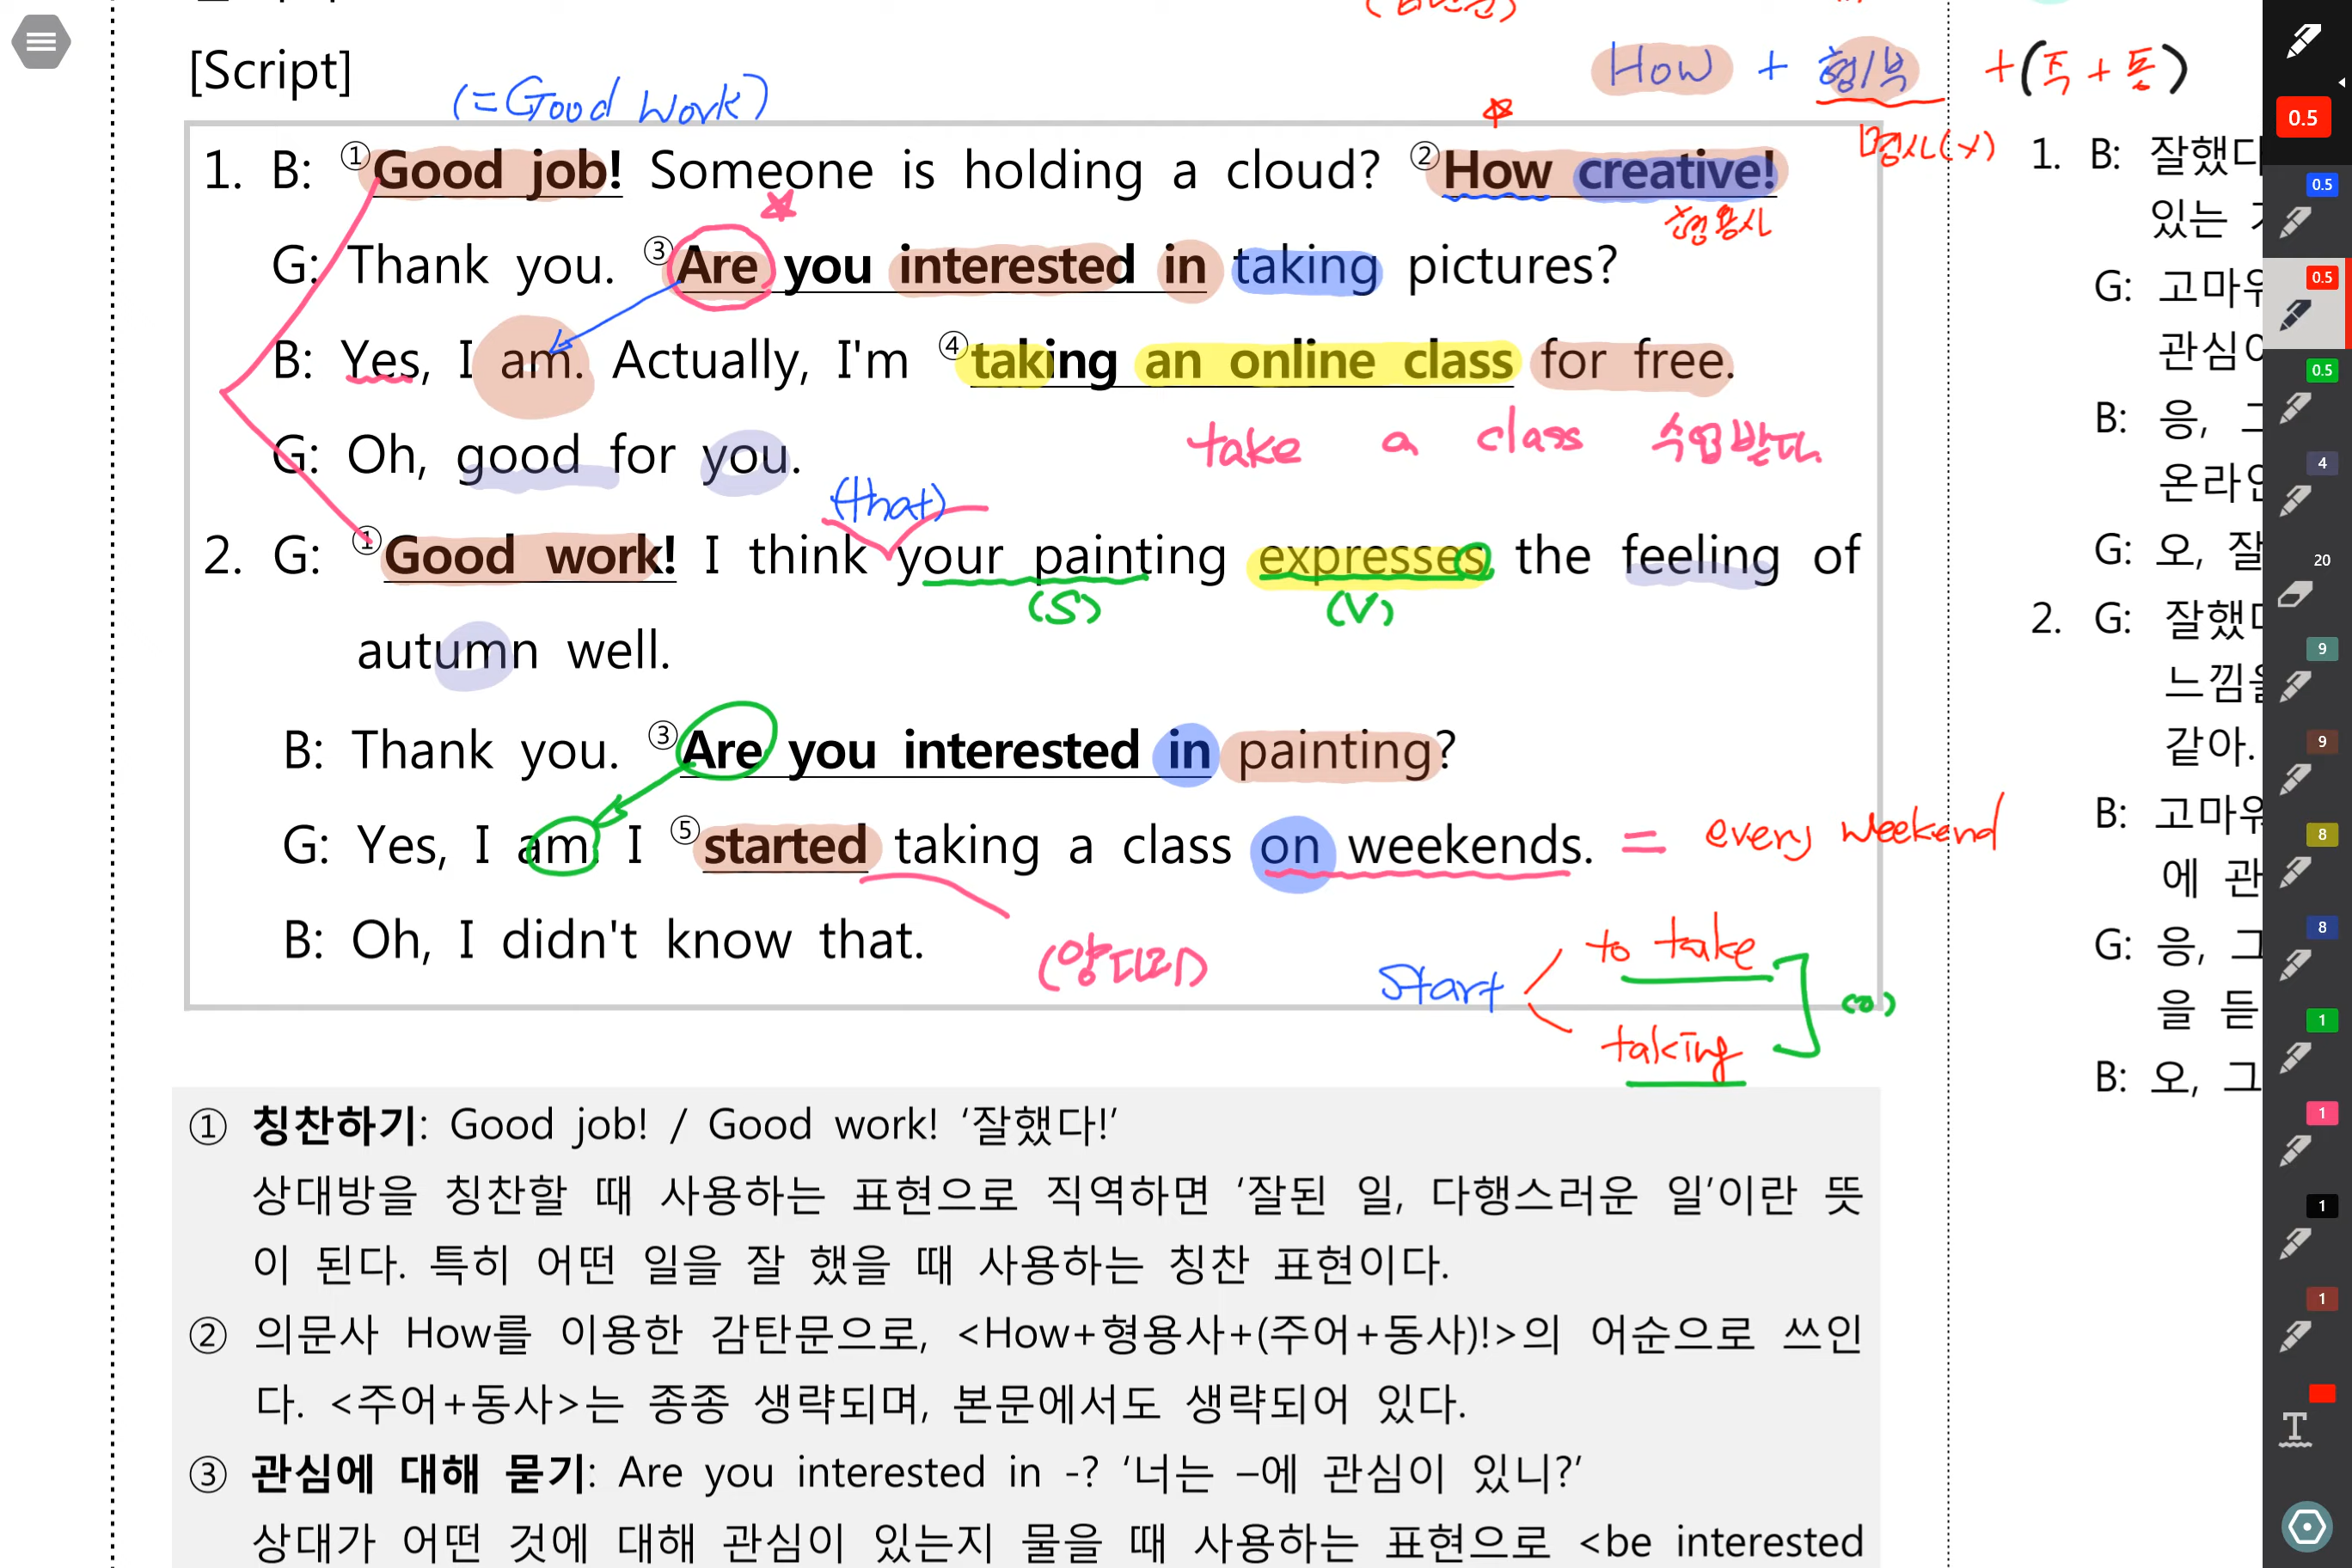 [Script]
(=Good work)
How + 형/부 +(주+동)
명사(x)
1. B: ①Good job! Someone is holding a cloud? ②How creative!
형용사
G: Thank you. ③Are you interested in taking pictures?
B: Yes, I am. Actually, I'm ④taking an online class for free.
take a class 수업받다.
G: Oh, good for you.
(that)
2. G: ①Good work! I think your painting expresses the feeling of
(S) (V)
autumn well.
B: Thank you. ③Are you interested in painting?
G: Yes, I am. I ⑤started taking a class on weekends. = every weekend
B: Oh, I didn't know that.
start to take
taking
(o)
① 칭찬하기: Good job! / Good work! ‘잘했다!’
상대방을 칭찬할 때 사용하는 표현으로 직역하면 ‘잘된 일, 다행스러운 일’이란 뜻
이 된다. 특히 어떤 일을 잘 했을 때 사용하는 칭찬 표현이다.
② 의문사 How를 이용한 감탄문으로, <How+형용사+(주어+동사)!>의 어순으로 쓰인
다. <주어+동사>는 종종 생략되며, 본문에서도 생략되어 있다.
③ 관심에 대해 묻기: Are you interested in -? ‘너는 –에 관심이 있니?’
상대가 어떤 것에 대해 관심이 있는지 물을 때 사용하는 표현으로 <be interested
1. B: 잘했다
있는
G: 고마워
관심이
B: 응, 그
온라인
G: 오, 잘
2. G: 잘했다
느낌을
같아.
B: 고마워
에 관
G: 응, 그
을 듣
B: 오, 그
0.5
0.5
0.5
0.5
4
20
9
9
8
8
1
1
1
1
T